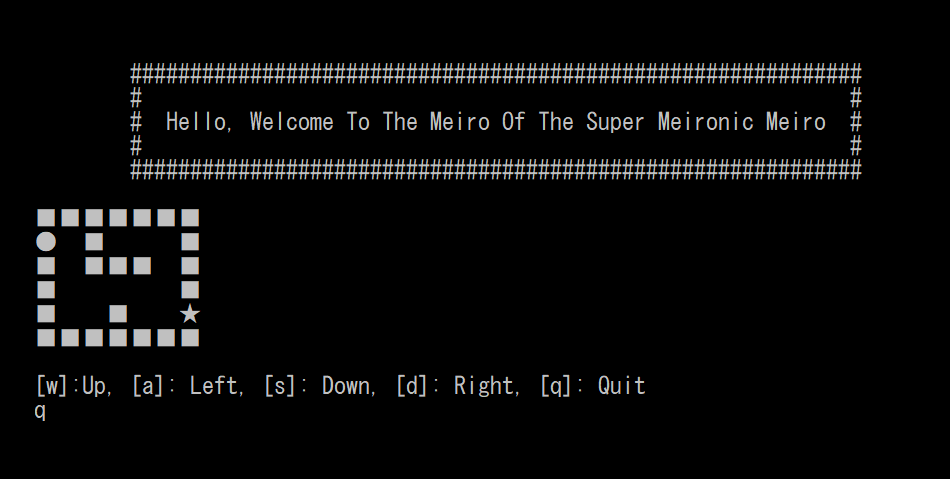 #############################################################
#                                                           #
#  Hello, Welcome To The Meiro Of The Super Meironic Meiro  #
#                                                           #
#############################################################
■■■■■■■
●　■　　　■
■　■■■　■
■　　　　　■
■　　■　　★
■■■■■■■
[w]:Up, [a]: Left, [s]: Down, [d]: Right, [q]: Quit
q